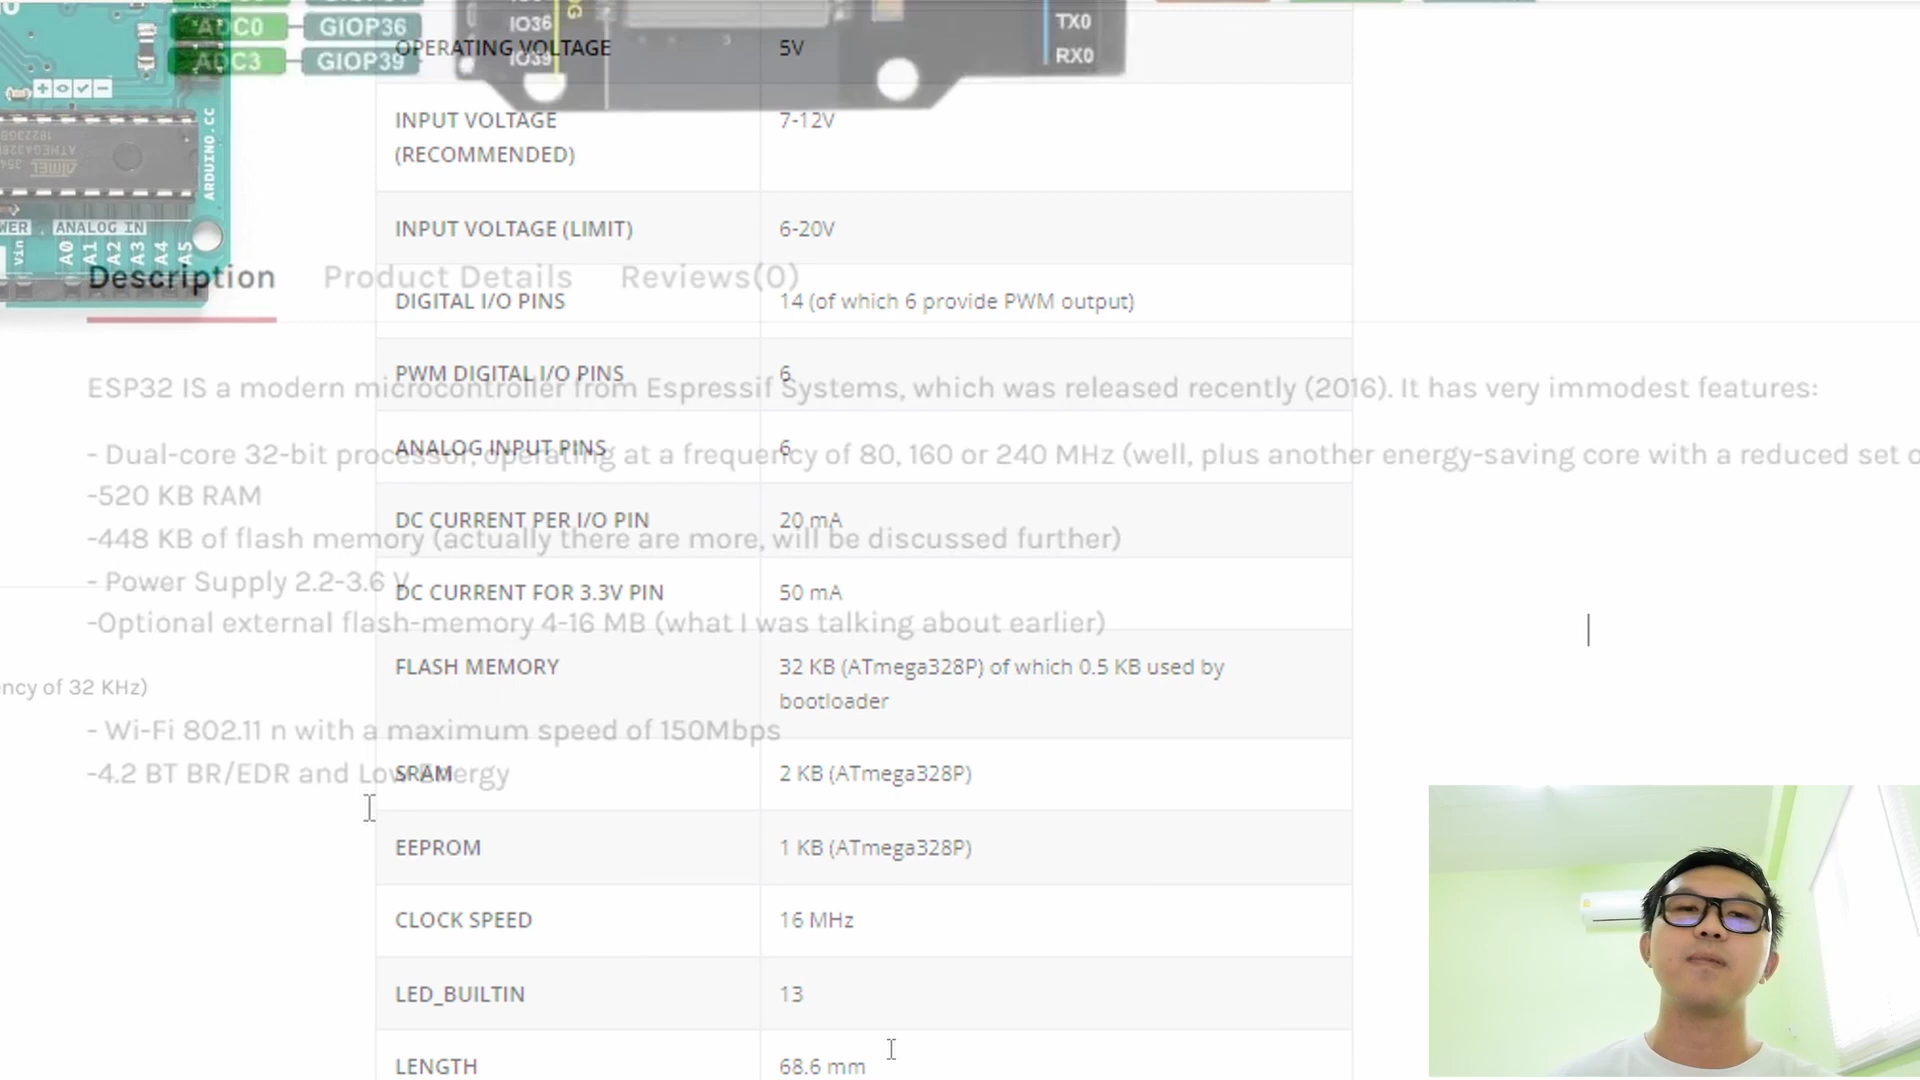 ADC0 GIOP36 IO36 TX0
ADC3 GIOP39 IO39 RX0
OPERATING VOLTAGE 5V
INPUT VOLTAGE 7-12V
(RECOMMENDED)
ARDUINO.CC
INPUT VOLTAGE (LIMIT) 6-20V
ANALOG IN
Vin A0 A1 A2 A3 A4 A5
Description Product Details Reviews(0)
DIGITAL I/O PINS 14 (of which 6 provide PWM output)
PWM DIGITAL I/O PINS 6
ESP32 IS a modern microcontroller from Espressif Systems, which was released recently (2016). It has very immodest features:
ANALOG INPUT PINS 6
- Dual-core 32-bit processor, operating at a frequency of 80, 160 or 240 MHz (well, plus another energy-saving core with a reduced set
-520 KB RAM
DC CURRENT PER I/O PIN 20 mA
-448 KB of flash memory (actually there are more, will be discussed further)
- Power Supply 2.2-3.6 V
DC CURRENT FOR 3.3V PIN 50 mA
-Optional external flash-memory 4-16 MB (what I was talking about earlier)
FLASH MEMORY 32 KB (ATmega328P) of which 0.5 KB used by
bootloader
ency of 32 KHz)
- Wi-Fi 802.11 n with a maximum speed of 150Mbps
-4.2 BT BR/EDR and Low Energy
SRAM 2 KB (ATmega328P)
EEPROM 1 KB (ATmega328P)
CLOCK SPEED 16 MHz
LED_BUILTIN 13
LENGTH 68.6 mm